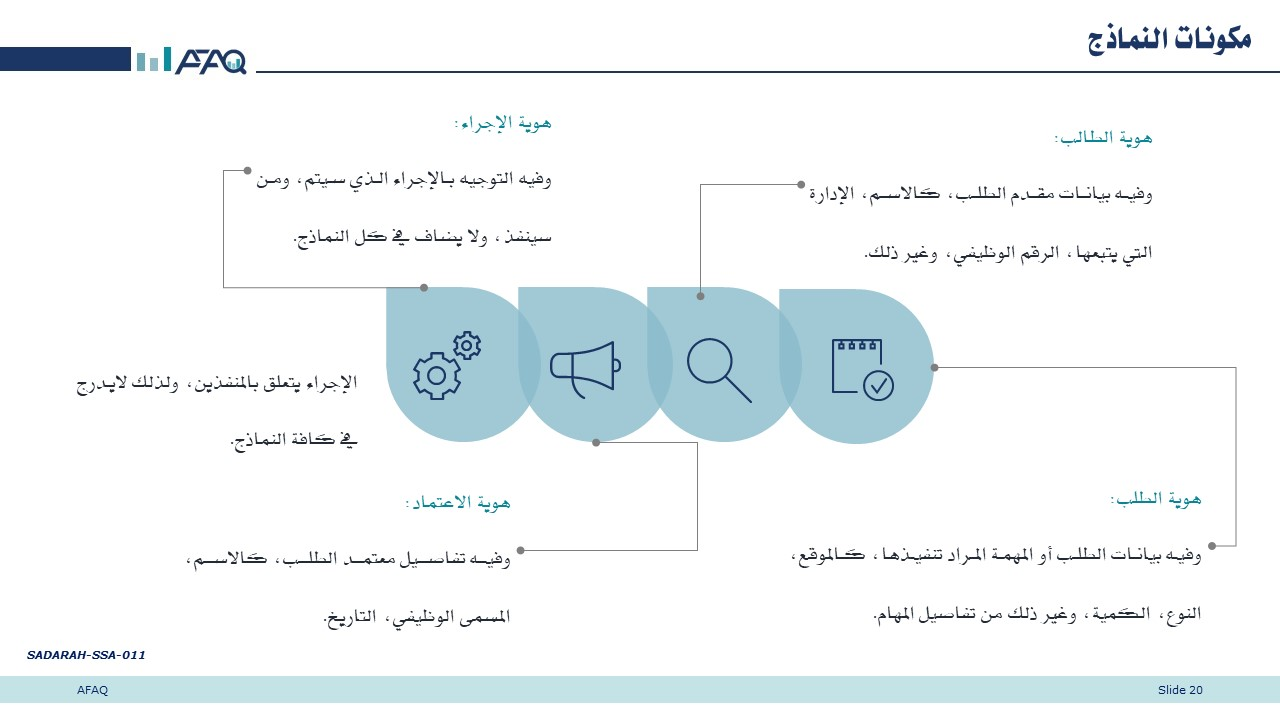 مكونات النماذج
AFAQ
هوية الطالب:
وفيه بيانات مقدم الطلب، كالاسم، الإدارة
التي يتبعها، الرقم الوظيفي، وغير ذلك.
هوية الإجراء:
وفيه التوجيه بالإجراء الذي سيتم، ومن
سينفذ، ولا يضاف في كل النماذج.
الإجراء يتعلق بالمنفذين، ولذلك لايدرج
في كافة النماذج.
هوية الطلب:
وفيه بيانات الطلب أو المهمة المراد تنفيذها، كالموقع،
النوع، الكمية، وغير ذلك من تفاصيل المهام.
هوية الاعتماد:
وفيه تفاصيل معتمد الطلب، كالاسم،
المسمى الوظيفي، التاريخ.
SADARAH-SSA-011
AFAQ
Slide 20